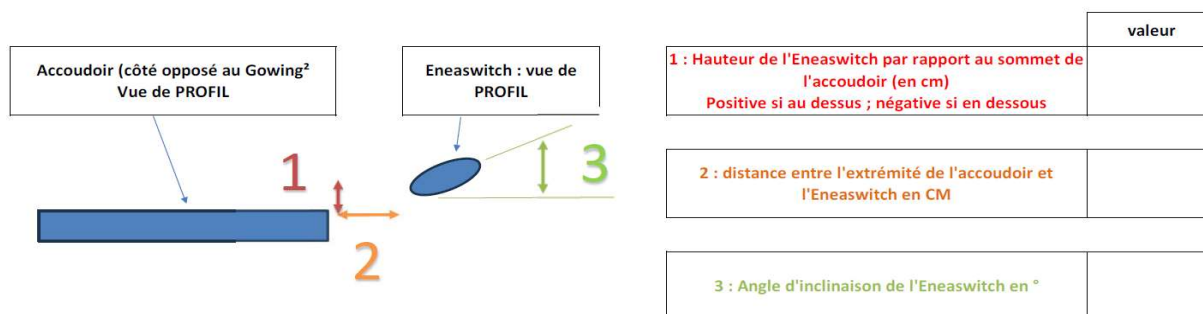 valeur
Accoudoir (côté opposé au Gowing²
Vue de PROFIL
Eneaswitch : vue de
PROFIL
1
2
3
1 : Hauteur de l'Eneaswitch par rapport au sommet de
l'accoudoir (en cm)
Positive si au dessus ; négative si en dessous
2 : distance entre l'extrémité de l'accoudoir et
l'Eneaswitch en CM
3 : Angle d'inclinaison de l'Eneaswitch en °